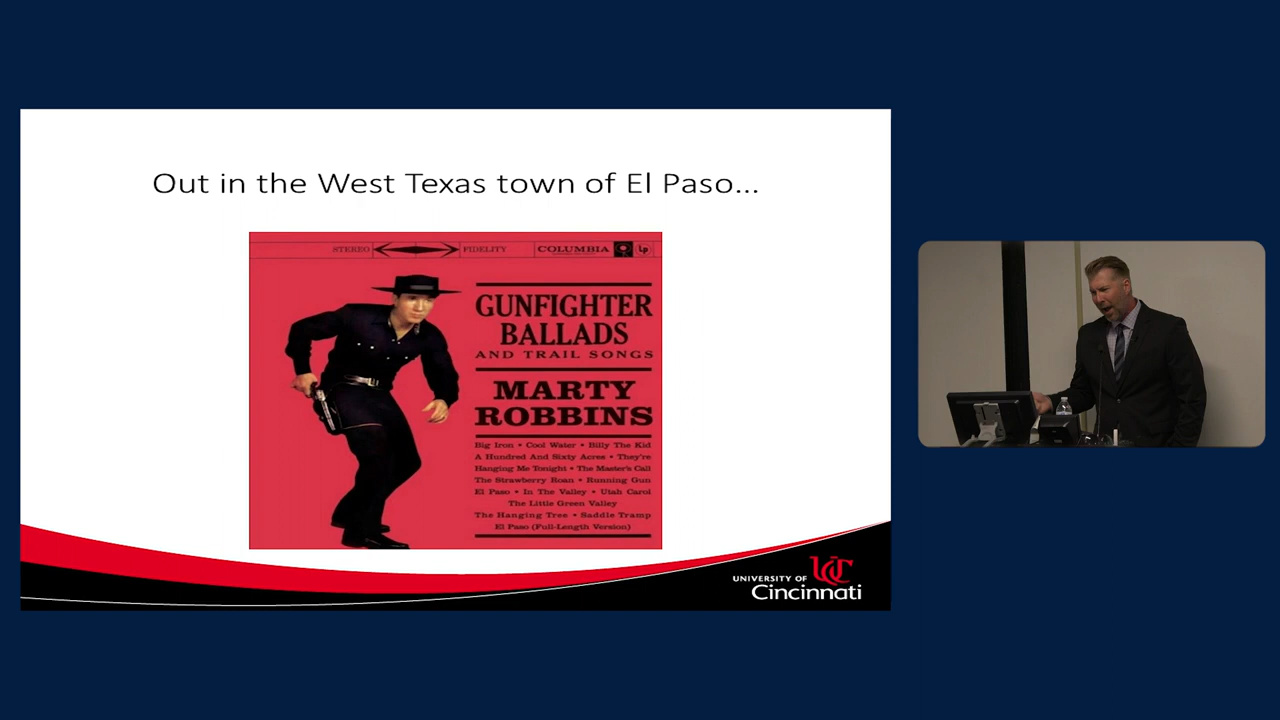 Out in the West Texas town of El Paso...
STEREO FIDELITY COLUMBIA Lp
GUNFIGHTER
BALLADS
AND TRAIL SONGS
MARTY
ROBBINS
Big Iron • Cool Water • Billy The Kid
A Hundred And Sixty Acres • They're
Hanging Me Tonight • The Master's Call
The Strawberry Roan • Running Gun
El Paso • In The Valley • Utah Carol
The Little Green Valley
The Hanging Tree • Saddle Tramp
El Paso (Full-Length Version)
UC
UNIVERSITY OF
Cincinnati